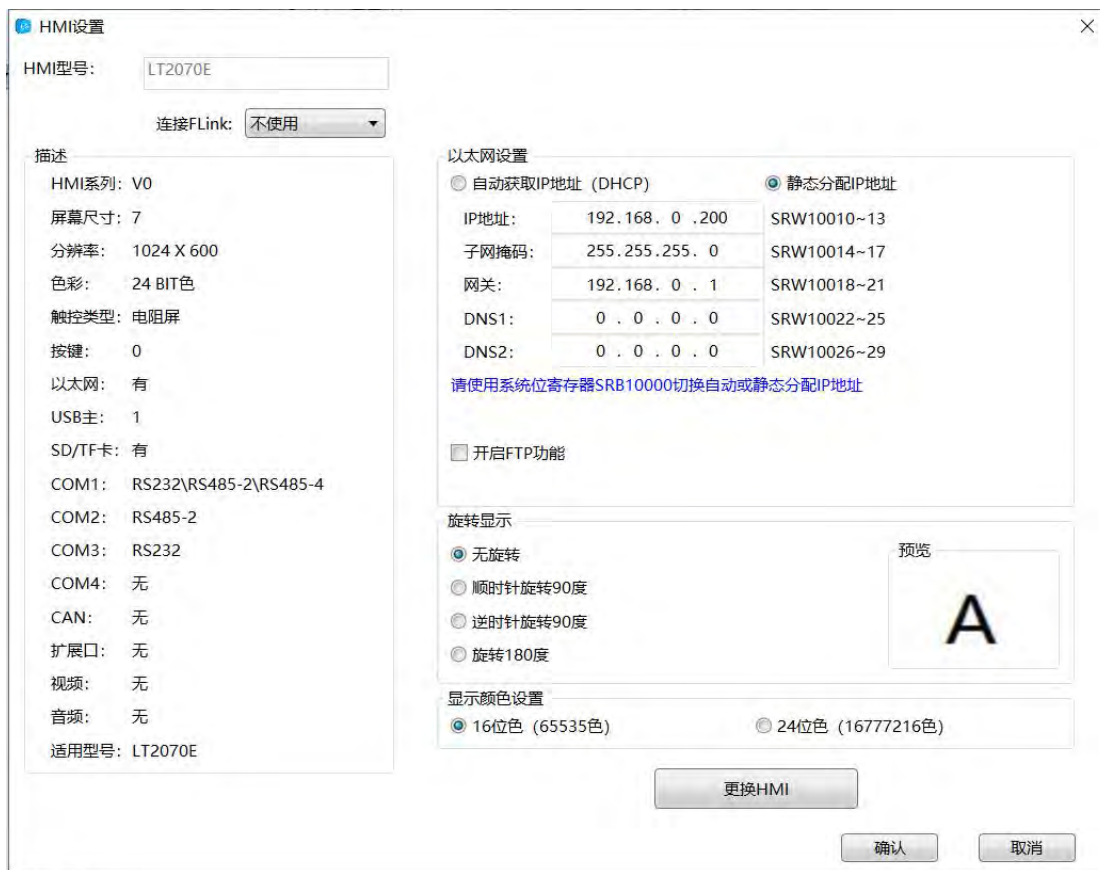 HMI设置
HMI型号: LT2070E
连接FLink: 不使用
描述
HMI系列: V0
屏幕尺寸: 7
分辨率: 1024 X 600
色彩: 24 BIT色
触控类型: 电阻屏
按键: 0
以太网: 有
USB主: 1
SD/TF卡: 有
COM1: RS232\RS485-2\RS485-4
COM2: RS485-2
COM3: RS232
COM4: 无
CAN: 无
扩展口: 无
视频: 无
音频: 无
适用型号: LT2070E
以太网设置
自动获取IP地址 (DHCP) 静态分配IP地址
IP地址: 192.168. 0 .200 SRW10010~13
子网掩码: 255.255.255. 0 SRW10014~17
网关: 192.168. 0 . 1 SRW10018~21
DNS1: 0 . 0 . 0 . 0 SRW10022~25
DNS2: 0 . 0 . 0 . 0 SRW10026~29
请使用系统位寄存器SRB10000切换自动或静态分配IP地址
开启FTP功能
旋转显示
无旋转
顺时针旋转90度
逆时针旋转90度
旋转180度
预览
A
显示颜色设置
16位色 (65535色) 24位色 (16777216色)
更换HMI
确认 取消